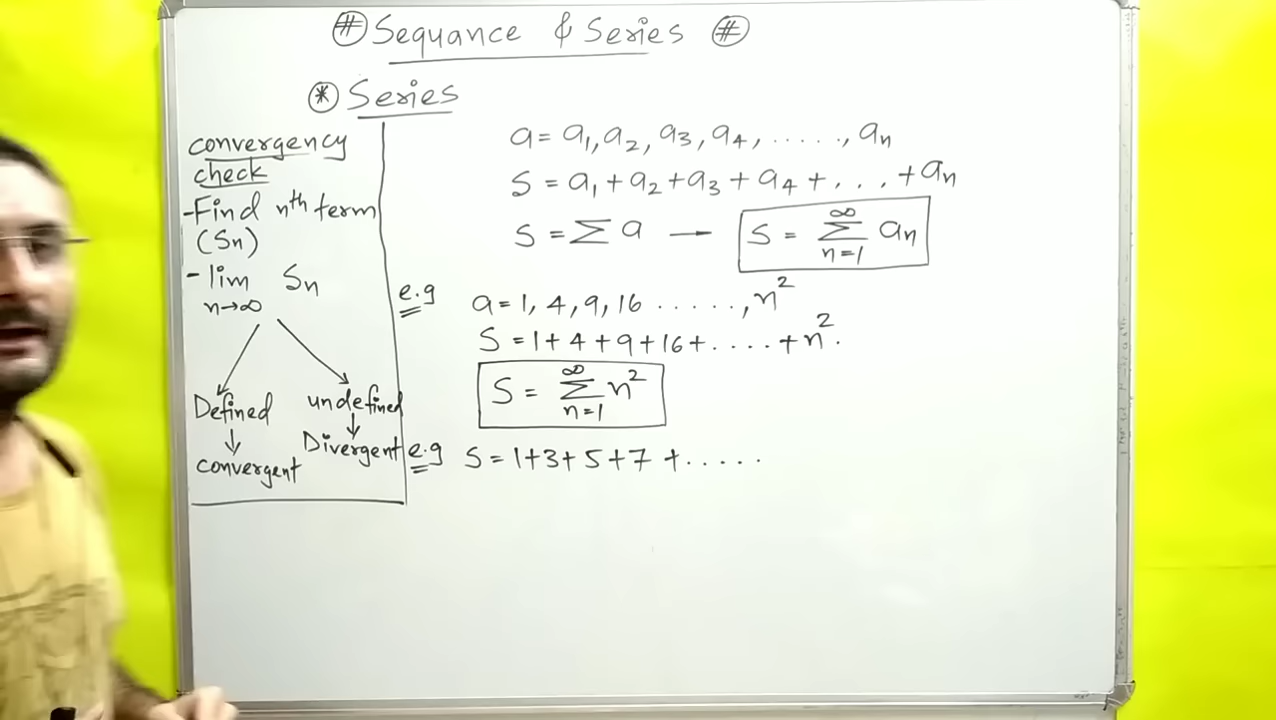 # Sequance & Series #
* Series
convergency
check
-Find nth term
(Sn)
- lim Sn
n→∞
Defined undefined
↓ ↓
convergent Divergent
a = a₁, a₂, a₃, a₄, ......, aₙ
S = a₁ + a₂ + a₃ + a₄ + . . . + aₙ
S = Σ a — S = ∞Σn=1 aₙ
e.g a = 1, 4, 9, 16 ......, n²
S = 1 + 4 + 9 + 16 + .... + n².
S = ∞Σn=1 n²
e.g S = 1+3+5+7 +.....